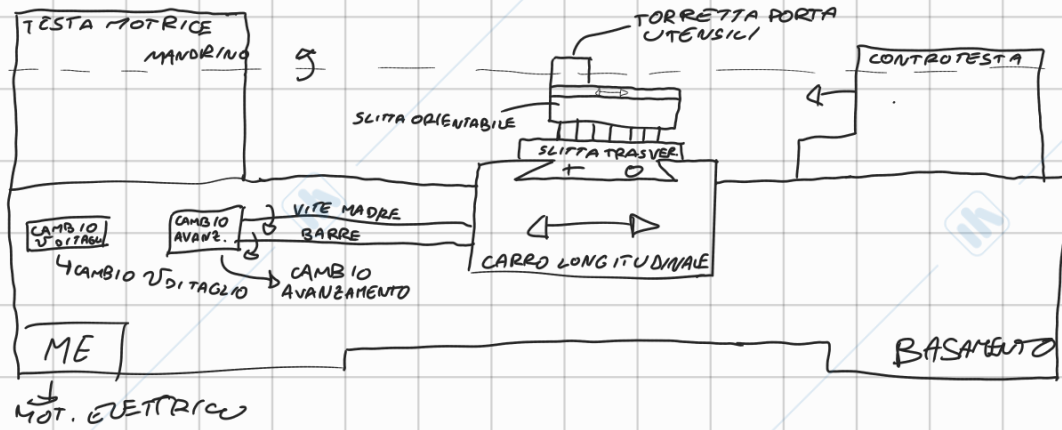 TESTA MOTRICE
MANDRINO
TORRETTA PORTA
UTENSILI
CONTROTESTA
SLITTA ORIENTABILE
SLITTA TRASVER.
CAMBIO
V DI TAGLI
CAMBIO V DI TAGLIO
CAMBIO
AVANZ.
VITE MADRE
BARRE
CAMBIO
AVANZAMENTO
CARRO LONGITUDINALE
ME
MOT. ELETTRICO
BASAMENTO